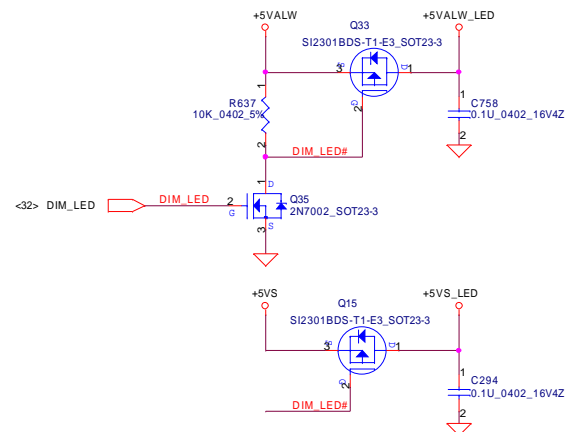 +5VALW
Q33
+5VALW_LED
SI2301BDS-T1-E3_SOT23-3
S
3
D
1
G
2
1
R637
10K_0402_5%
2
1
C758
0.1U_0402_16V4Z
2
DIM_LED#
1
D
<32> DIM_LED
DIM_LED
2
G
Q35
2N7002_SOT23-3
3
S
+5VS
Q15
+5VS_LED
SI2301BDS-T1-E3_SOT23-3
S
3
D
1
G
2
1
C294
0.1U_0402_16V4Z
2
DIM_LED#